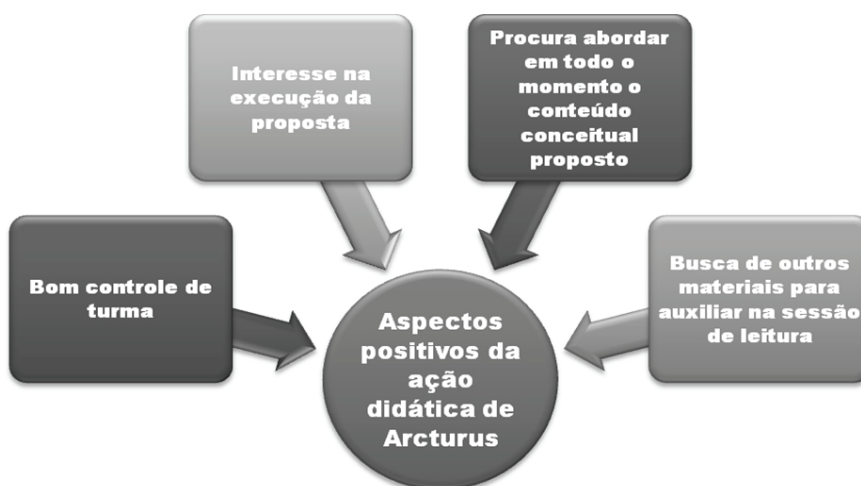 Bom controle de
turma
Interesse na
execução da
proposta
Procura abordar
em todo o
momento o
conteúdo
conceitual
proposto
Busca de outros
materiais para
auxiliar na sessão
de leitura
Aspectos
positivos da
ação
didática de
Arcturus